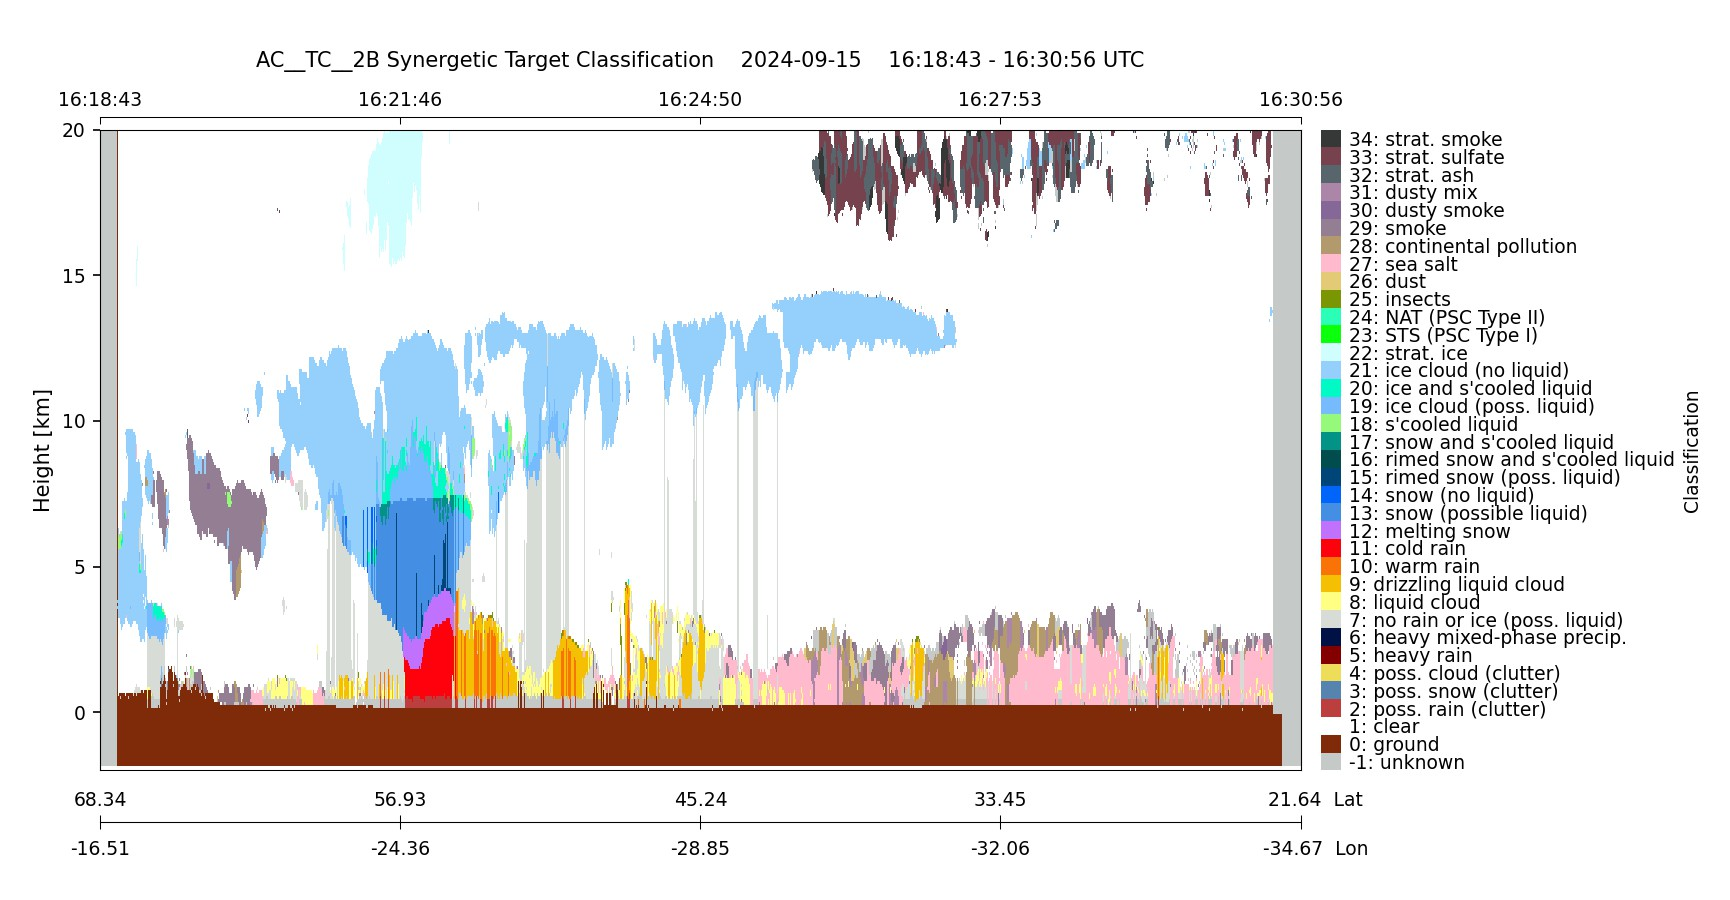 AC__TC__2B Synergetic Target Classification    2024-09-15    16:18:43 - 16:30:56 UTC
16:18:43 16:21:46 16:24:50 16:27:53 16:30:56
20
15
10
5
0
Height [km]
34: strat. smoke
33: strat. sulfate
32: strat. ash
31: dusty mix
30: dusty smoke
29: smoke
28: continental pollution
27: sea salt
26: dust
25: insects
24: NAT (PSC Type II)
23: STS (PSC Type I)
22: strat. ice
21: ice cloud (no liquid)
20: ice and s'cooled liquid
19: ice cloud (poss. liquid)
18: s'cooled liquid
17: snow and s'cooled liquid
16: rimed snow and s'cooled liquid
15: rimed snow (poss. liquid)
14: snow (no liquid)
13: snow (possible liquid)
12: melting snow
11: cold rain
10: warm rain
9: drizzling liquid cloud
8: liquid cloud
7: no rain or ice (poss. liquid)
6: heavy mixed-phase precip.
5: heavy rain
4: poss. cloud (clutter)
3: poss. snow (clutter)
2: poss. rain (clutter)
1: clear
0: ground
-1: unknown
Classification
68.34 56.93 45.24 33.45 21.64 Lat
-16.51 -24.36 -28.85 -32.06 -34.67 Lon